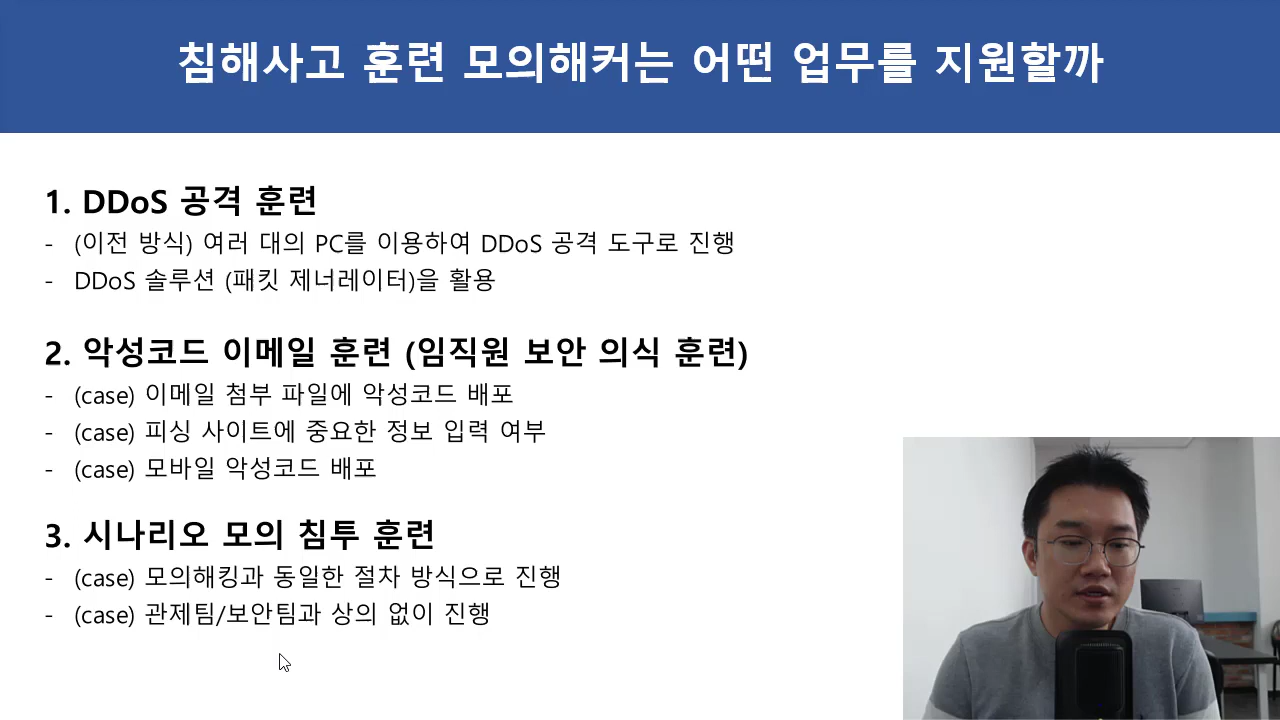 침해사고 훈련 모의해커는 어떤 업무를 지원할까
1. DDoS 공격 훈련
- (이전 방식) 여러 대의 PC를 이용하여 DDoS 공격 도구로 진행
- DDoS 솔루션 (패킷 제너레이터)을 활용
2. 악성코드 이메일 훈련 (임직원 보안 의식 훈련)
- (case) 이메일 첨부 파일에 악성코드 배포
- (case) 피싱 사이트에 중요한 정보 입력 여부
- (case) 모바일 악성코드 배포
3. 시나리오 모의 침투 훈련
- (case) 모의해킹과 동일한 절차 방식으로 진행
- (case) 관제팀/보안팀과 상의 없이 진행